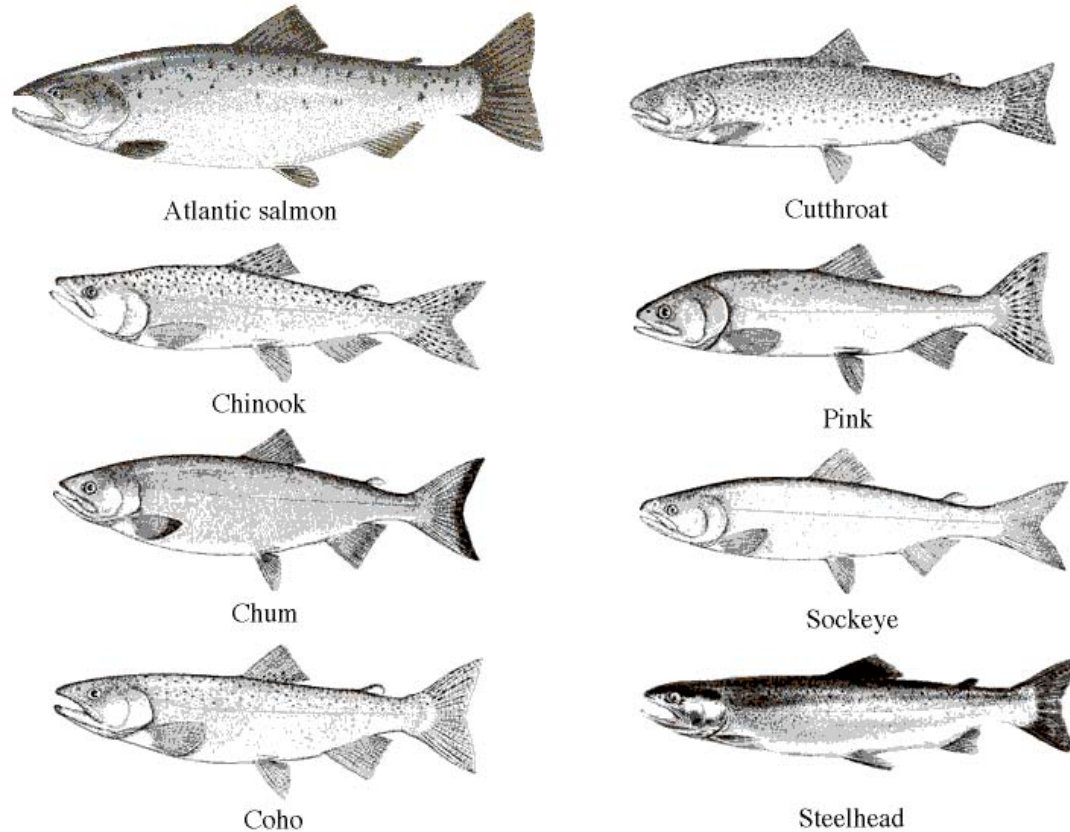 Atlantic salmon
Cutthroat
Chinook
Pink
Chum
Sockeye
Coho
Steelhead